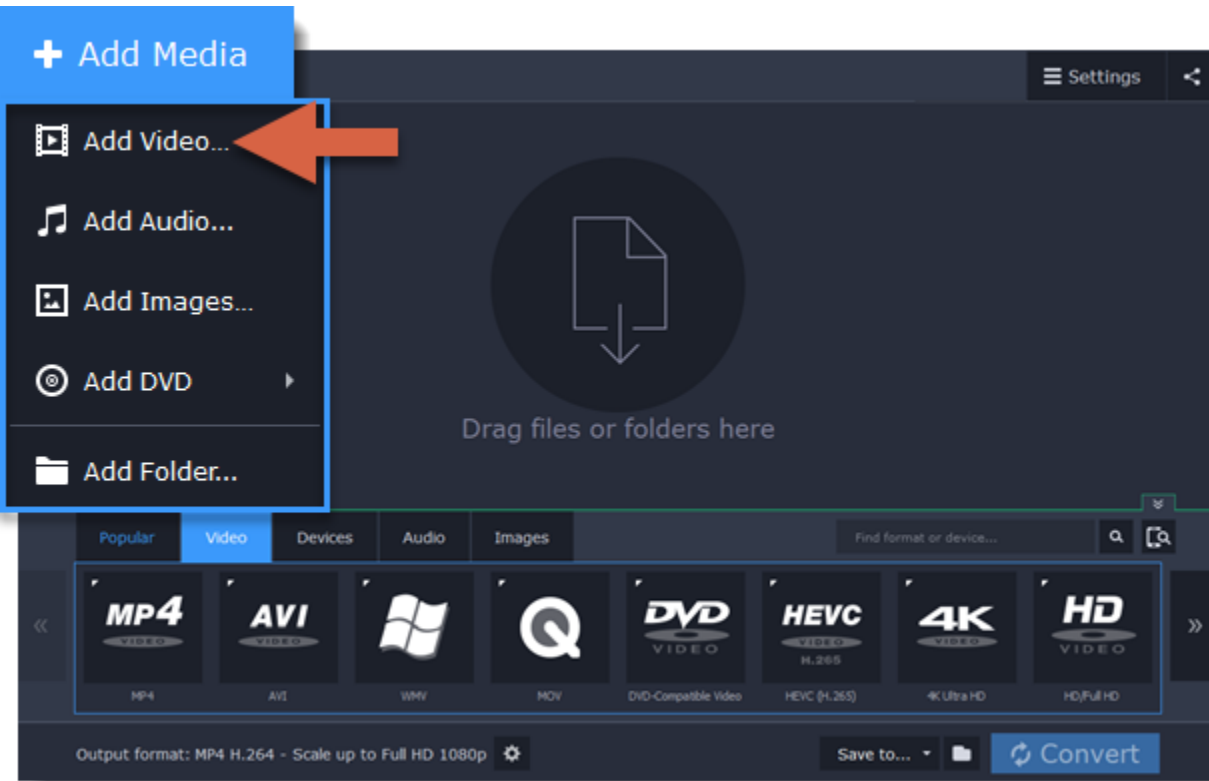 Add Media
Settings
Add Video...
Add Audio...
Add Images...
Add DVD
Add Folder...
Drag files or folders here
Popular Video Devices Audio Images Find format or device...
MP4 VIDEO
AVI VIDEO
DVD VIDEO
HEVC VIDEO H.265
4K VIDEO
HD VIDEO
MP4 AVI WMV MOV DVD-Compatible Video HEVC (H.265) 4K Ultra HD HD/Full HD
Output format: MP4 H.264 - Scale up to Full HD 1080p Save to... Convert